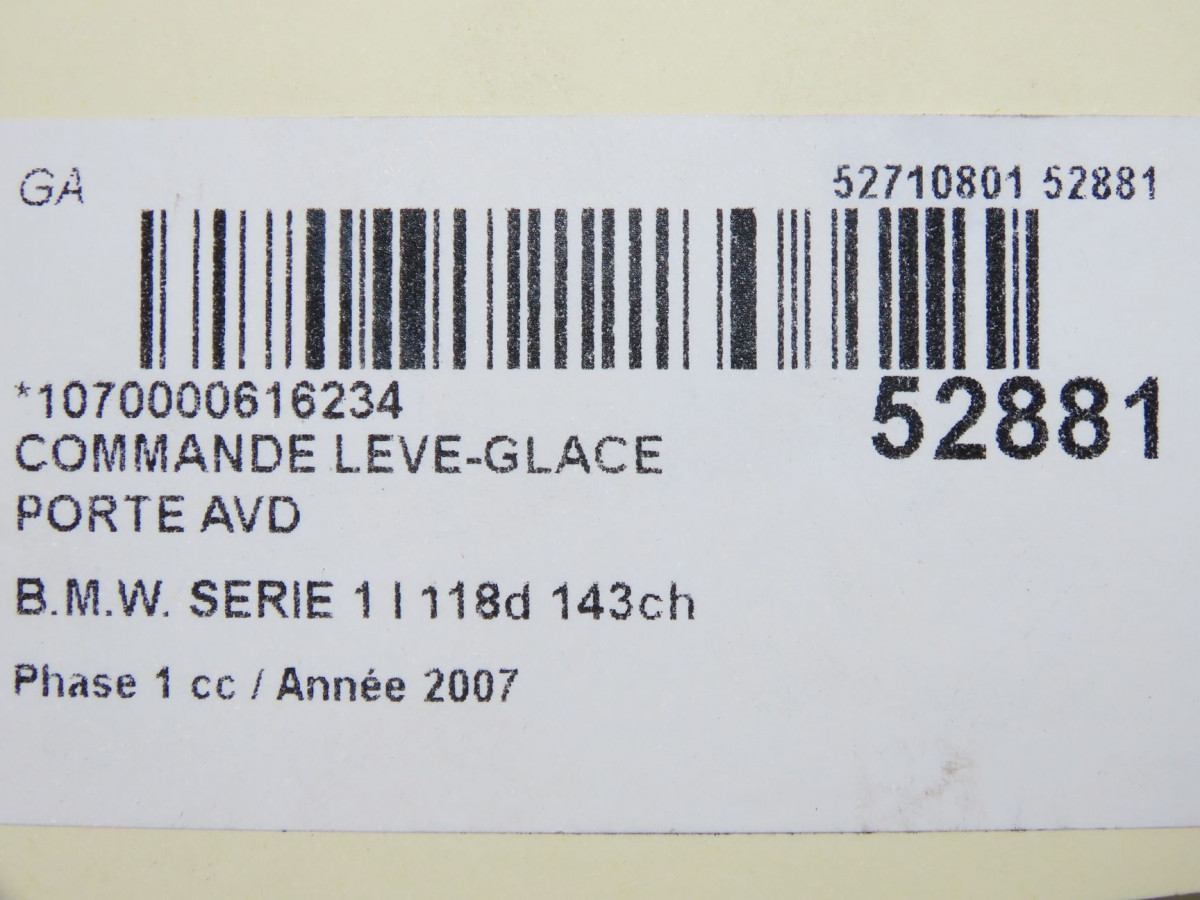 GA
52710801 52881
*1070000616234
52881
COMMANDE LEVE-GLACE
PORTE AVD
B.M.W. SERIE 1 I 118d 143ch
Phase 1 cc / Année 2007